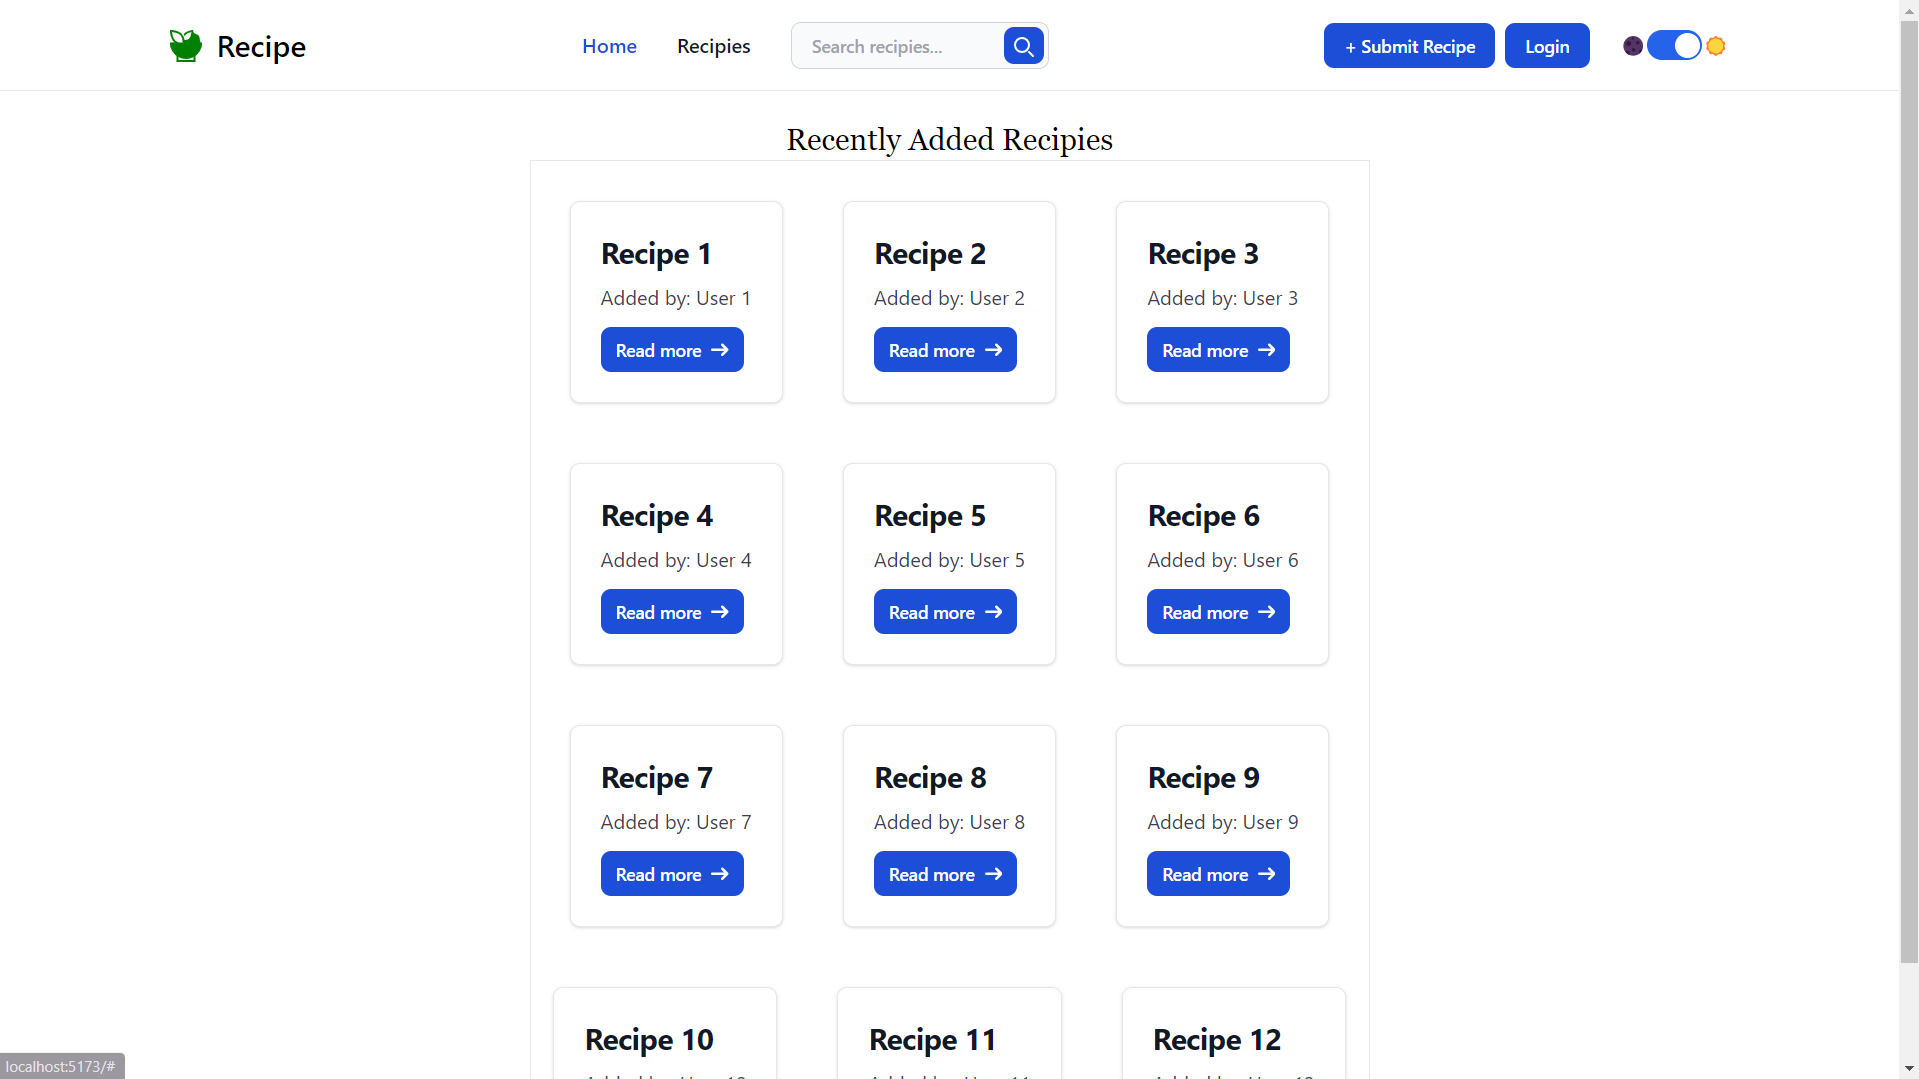 Recipe
Home Recipies Search recipies... + Submit Recipe Login
Recently Added Recipies
Recipe 1 Recipe 2 Recipe 3
Added by: User 1 Added by: User 2 Added by: User 3
Read more Read more Read more
Recipe 4 Recipe 5 Recipe 6
Added by: User 4 Added by: User 5 Added by: User 6
Read more Read more Read more
Recipe 7 Recipe 8 Recipe 9
Added by: User 7 Added by: User 8 Added by: User 9
Read more Read more Read more
Recipe 10 Recipe 11 Recipe 12
localhost:5173/#